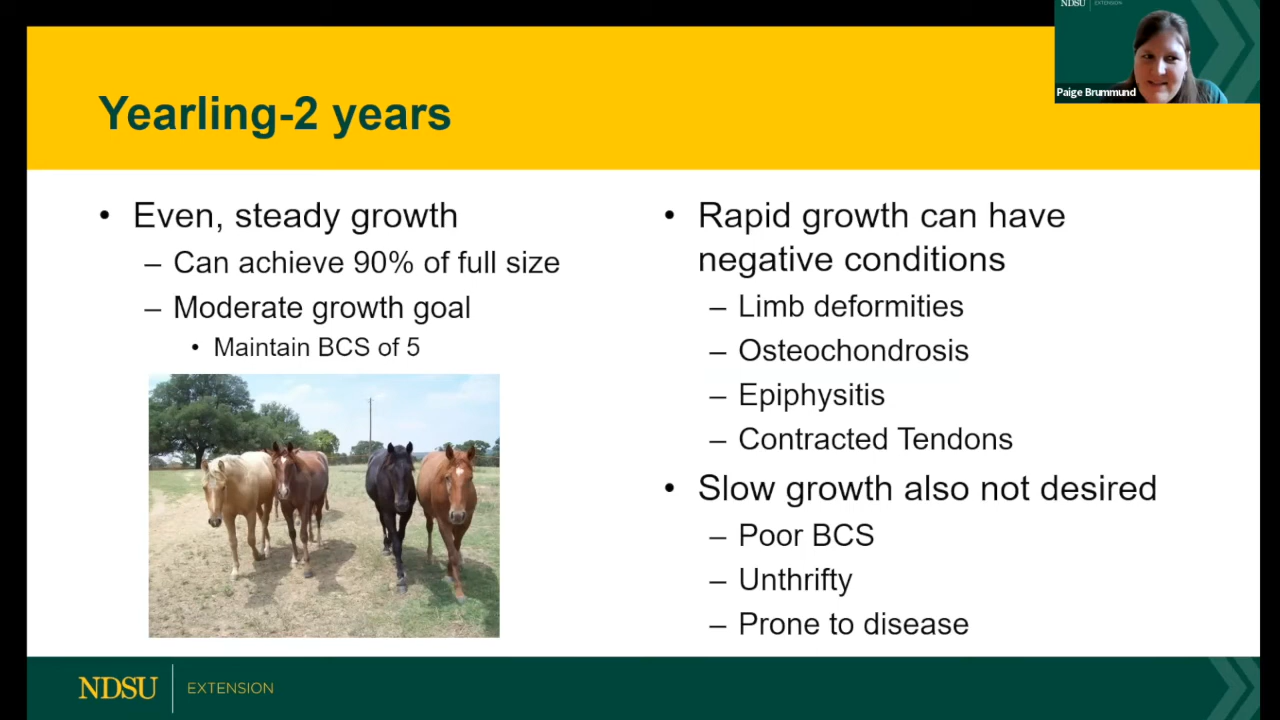 NDSU EXTENSION
Paige Brummund
Yearling-2 years
• Even, steady growth
– Can achieve 90% of full size
– Moderate growth goal
• Maintain BCS of 5
• Rapid growth can have
negative conditions
– Limb deformities
– Osteochondrosis
– Epiphysitis
– Contracted Tendons
• Slow growth also not desired
– Poor BCS
– Unthrifty
– Prone to disease
NDSU EXTENSION